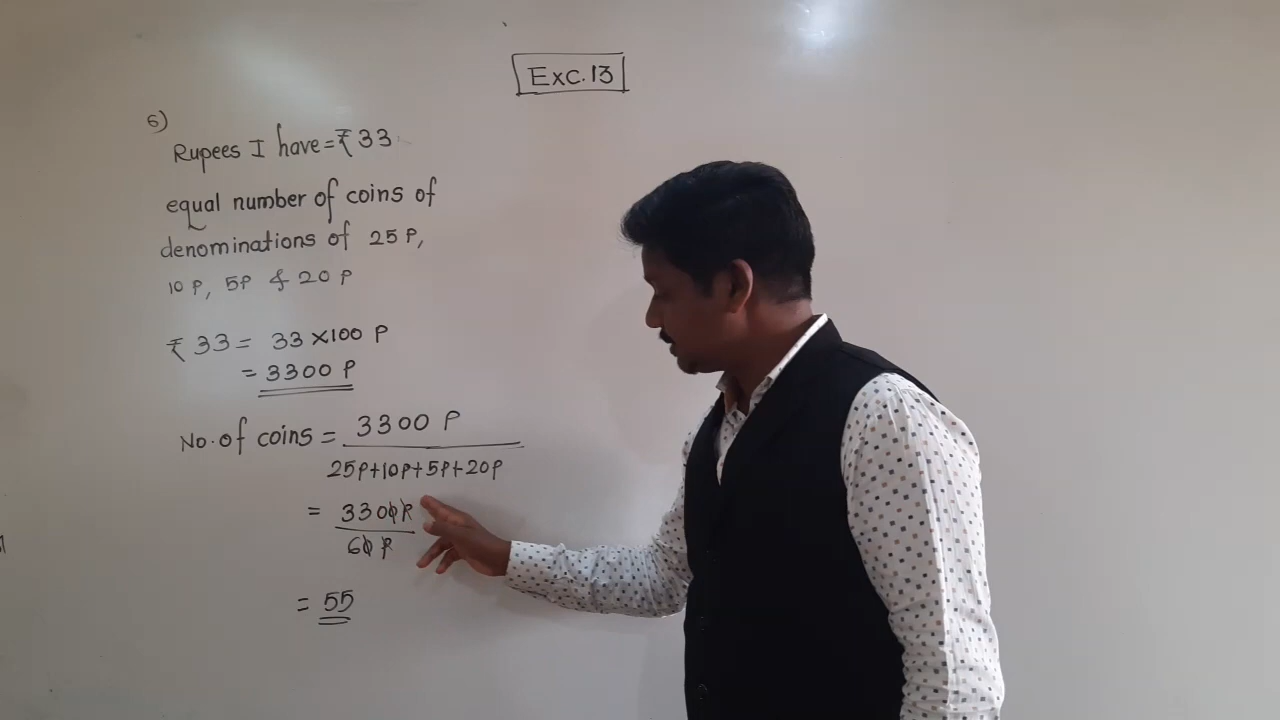 Exc. 13
6)
Rupees I have = ₹ 33
equal number of coins of
denominations of 25 P,
10 P, 5P & 20 P
₹ 33 = 33 × 100 P
= 3300 P
No. of coins = 3300 P
25P+10P+5P+20P
= 3300P
60 P
= 55